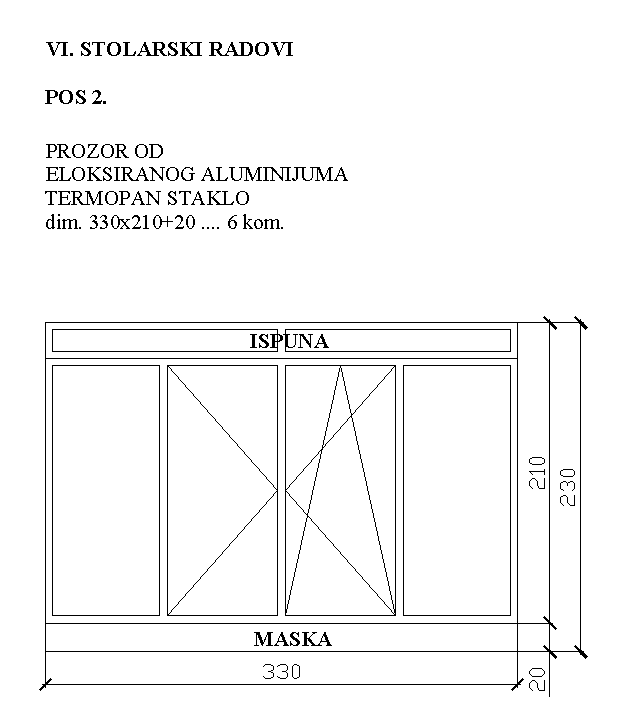 VI. STOLARSKI RADOVI
POS 2.
PROZOR OD
ELOKSIRANOG ALUMINIJUMA
TERMOPAN STAKLO
dim. 330x210+20 .... 6 kom.
ISPUNA
210
230
MASKA
330
20